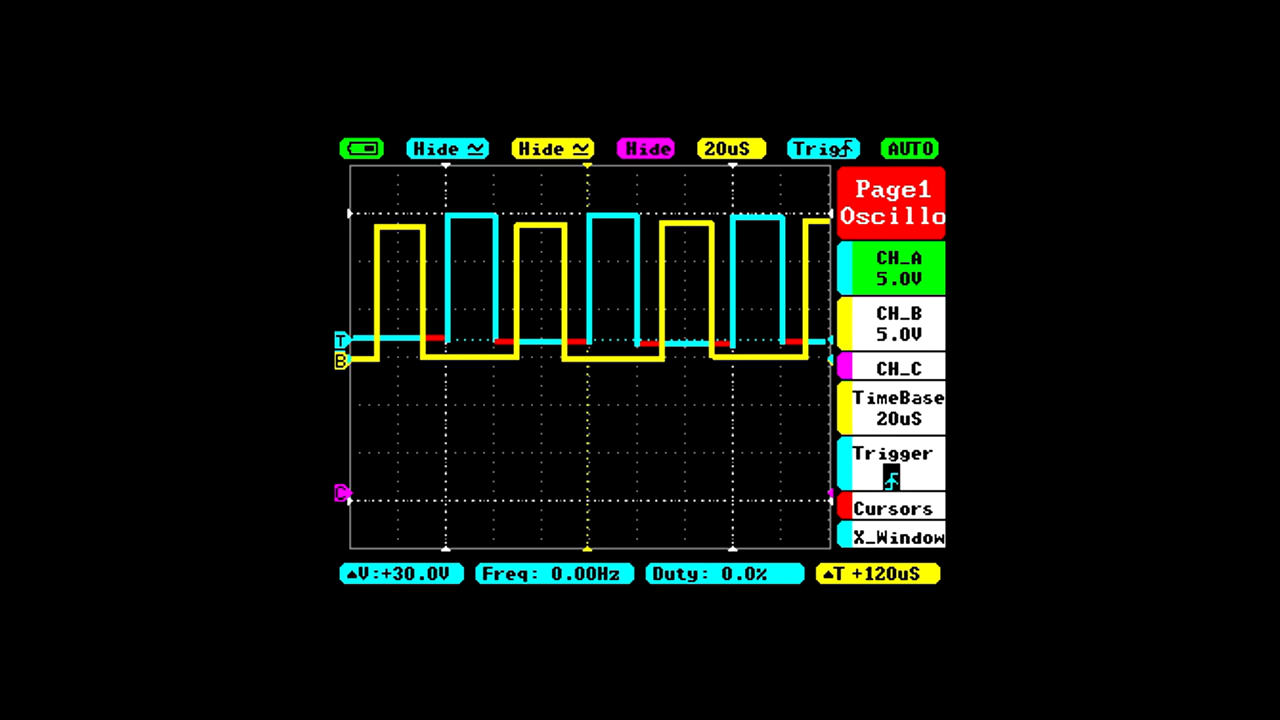 Hide
Hide
Hide
20uS
Trig
AUTO
Page1
Oscillo
CH_A
5.0V
CH_B
5.0V
CH_C
TimeBase
20uS
Trigger
Cursors
X_Window
T
B
C
▲V:+30.0V
Freq: 0.00Hz
Duty: 0.0%
▲T +120uS